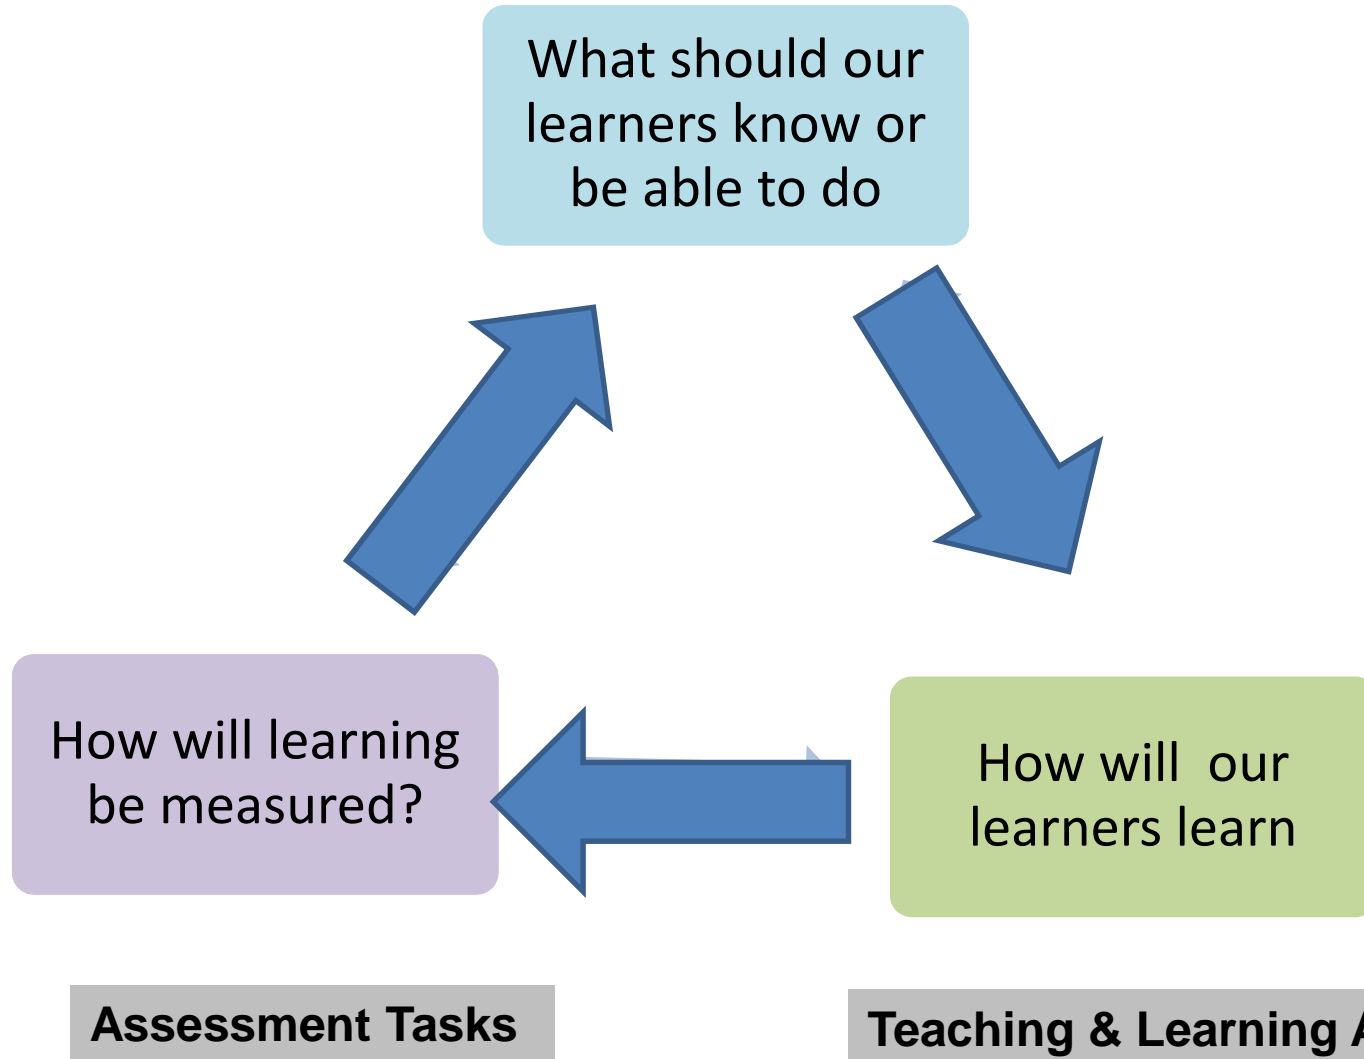 What should our
learners know or
be able to do
How will learning
be measured?
How will our
learners learn
Assessment Tasks
Teaching & Learning A